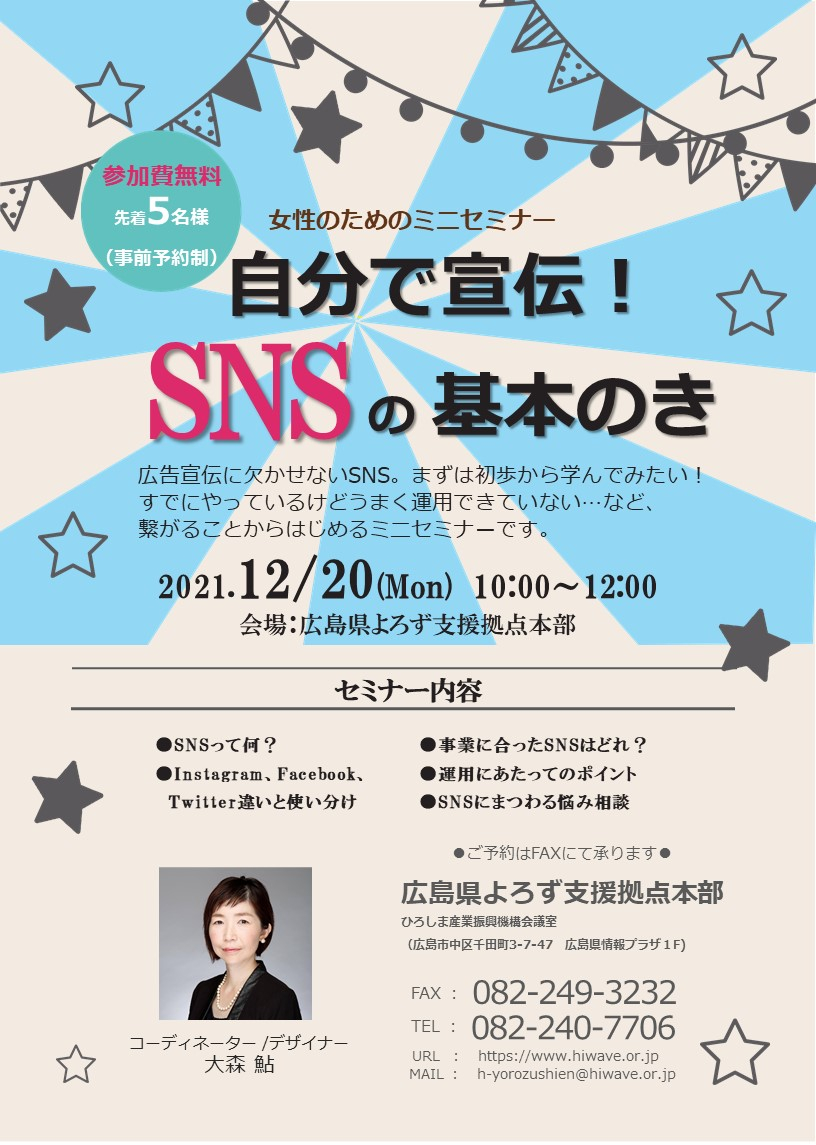 参加費無料
先着5名様
（事前予約制）
女性のためのミニセミナー
自分で宣伝！
SNSの基本のき
広告宣伝に欠かせないSNS。まずは初歩から学んでみたい！
すでにやっているけどうまく運用できていない…など、
繋がることからはじめるミニセミナーです。
2021.12/20(Mon) 10:00～12:00
会場：広島県よろず支援拠点本部
セミナー内容
●SNSって何？
●Instagram、Facebook、
Twitter違いと使い分け
●事業に合ったSNSはどれ？
●運用にあたってのポイント
●SNSにまつわる悩み相談
●ご予約はFAXにて承ります●
広島県よろず支援拠点本部
ひろしま産業振興機構会議室
（広島市中区千田町3-7-47　広島県情報プラザ１F)
FAX ： 082-249-3232
TEL ： 082-240-7706
URL ： https://www.hiwave.or.jp
MAIL ： h-yorozushien@hiwave.or.jp
コーディネーター/デザイナー
大森 鮎